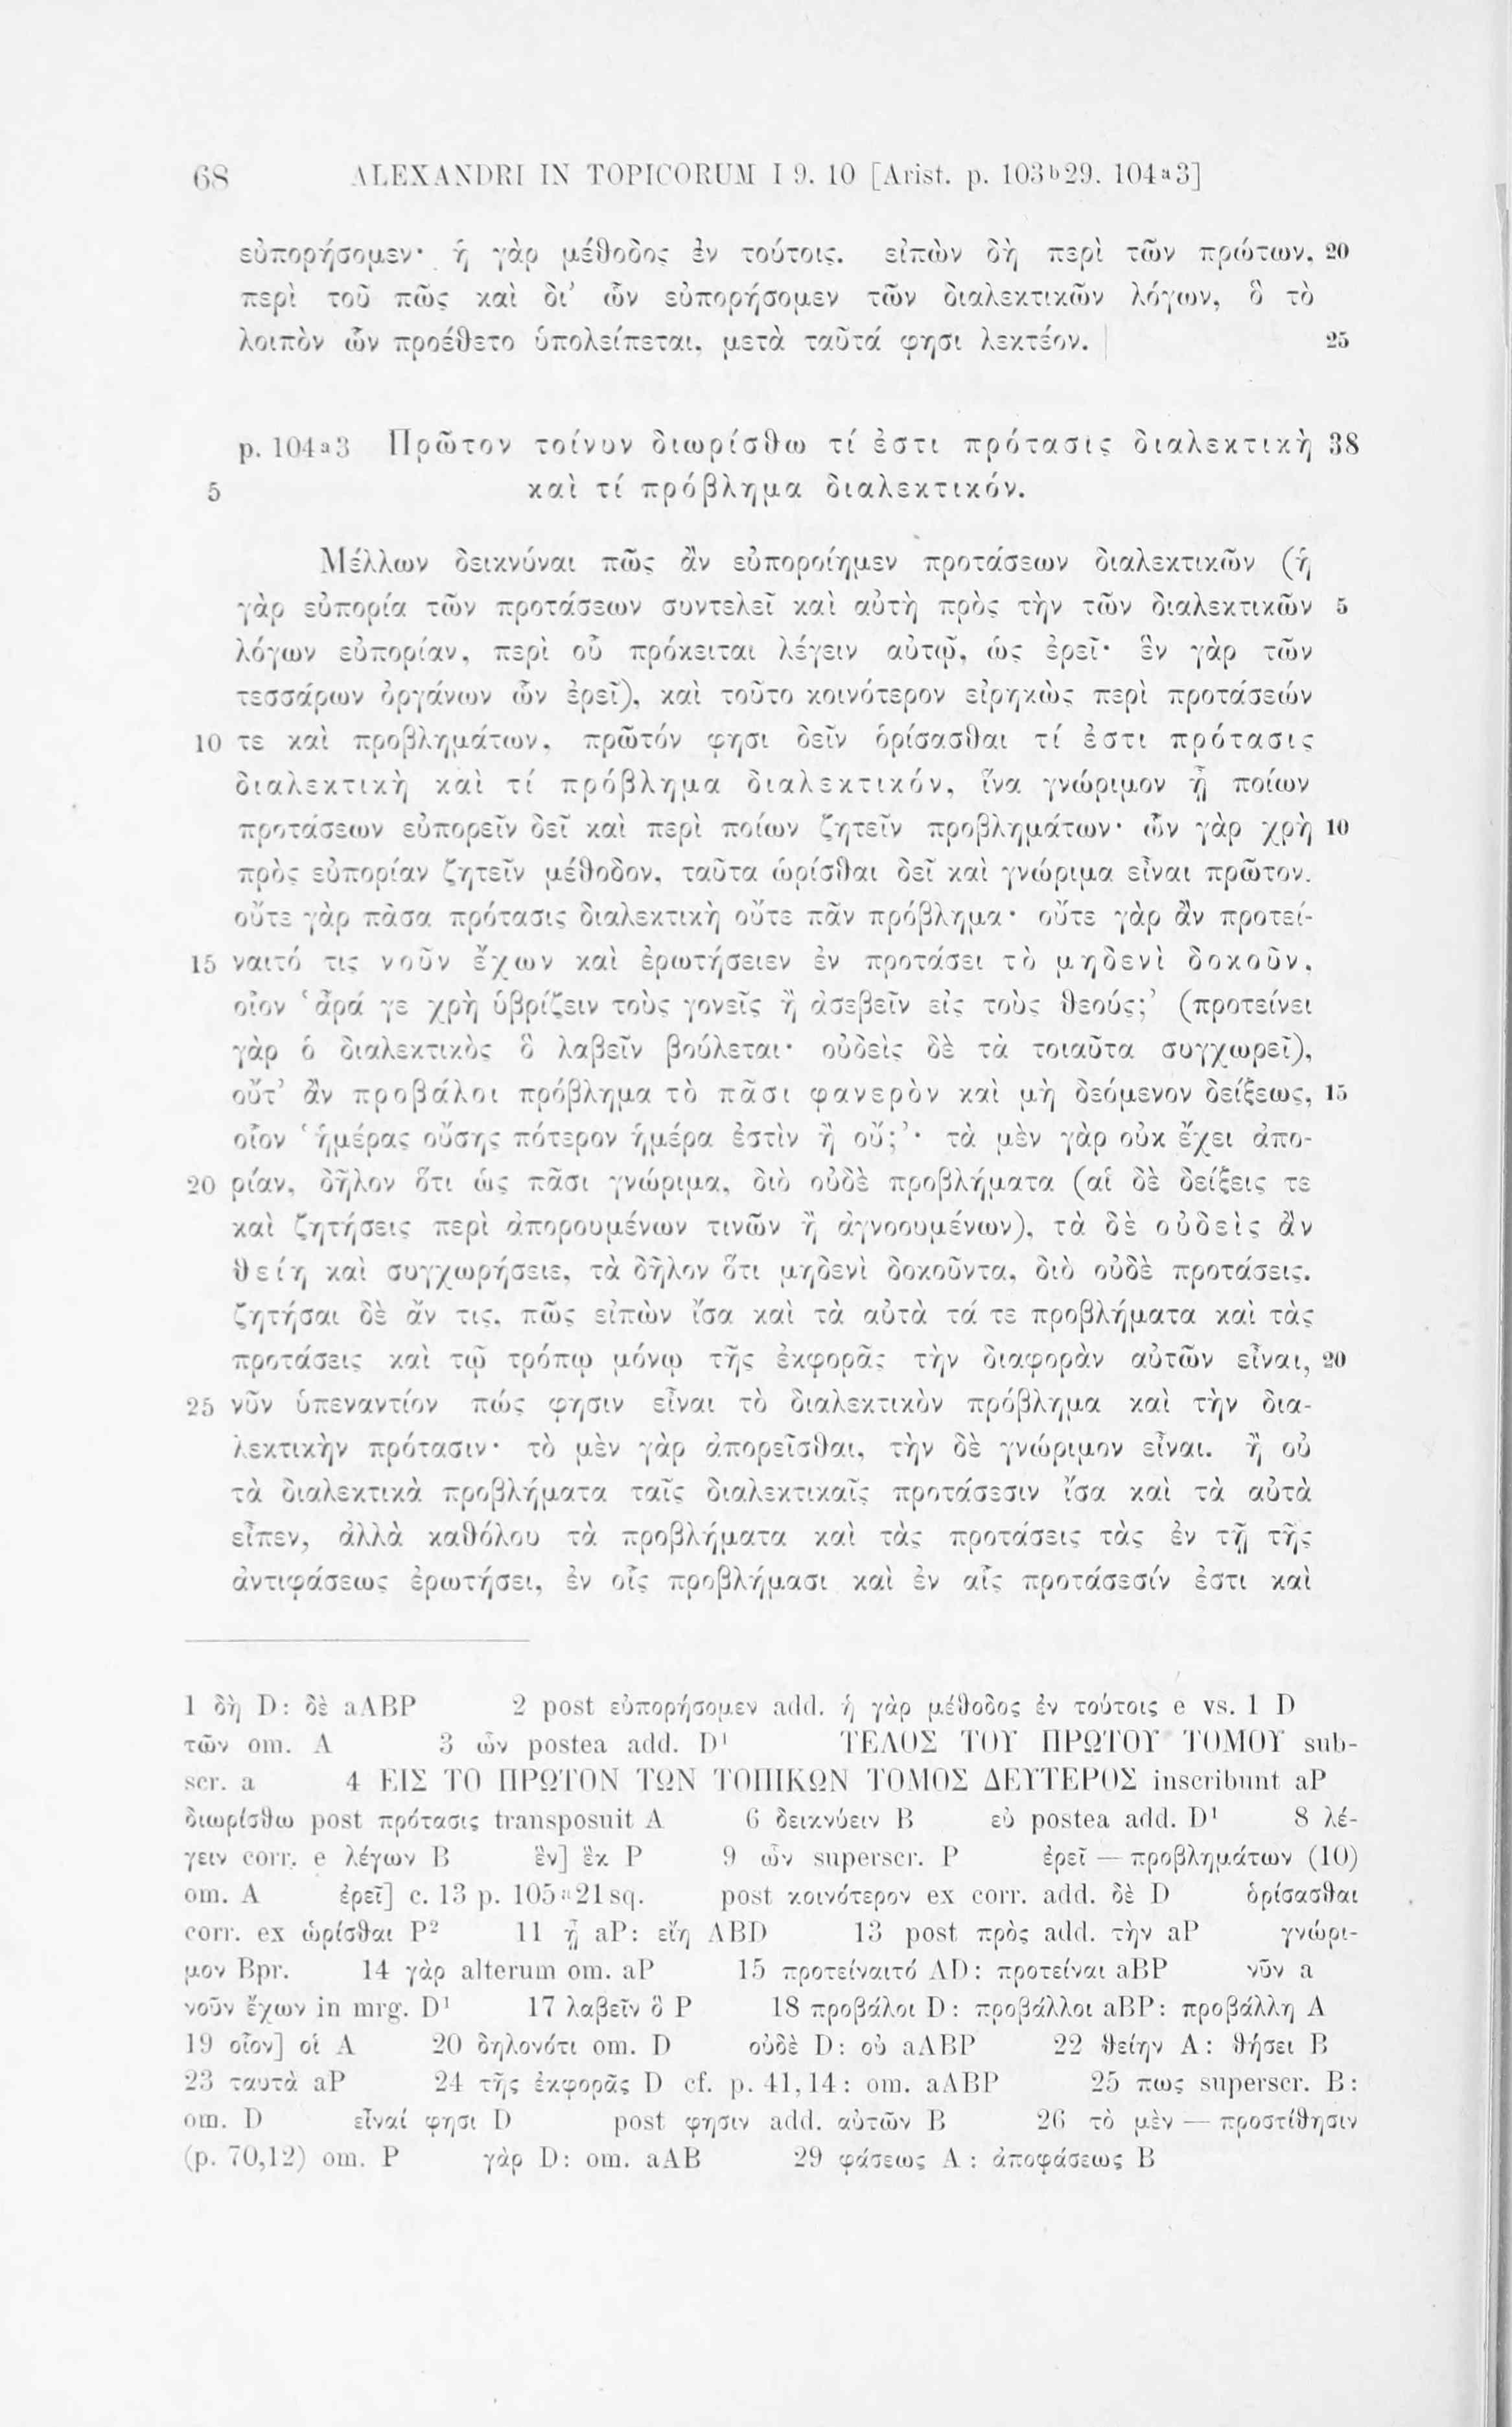 68 ALEXANDRI IN TOPICORUM I 9. 10 [Arist. p. 103b29. 104a3]
εὐπορήσομεν· ἡ γὰρ μέθοδος ἐν τούτοις. εἰπὼν δὴ περὶ τῶν πρώτων, 20
περὶ τοῦ πῶς καὶ δι’ ὧν εὐπορήσομεν τῶν διαλεκτικῶν λόγων, ὃ τὸ
λοιπὸν ὧν προέθετο ὑπολείπεται, μετὰ ταῦτά φησι λεκτέον. | 25
p. 104a3 Πρῶτον τοίνυν διωρίσθω τί ἐστι πρότασις διαλεκτικὴ 38
5 καὶ τί πρόβλημα διαλεκτικόν.
Μέλλων δεικνύναι πῶς ἂν εὐποροίημεν προτάσεων διαλεκτικῶν (ἡ
γὰρ εὐπορία τῶν προτάσεων συντελεῖ καὶ αὐτὴ πρὸς τὴν τῶν διαλεκτικῶν 5
λόγων εὐπορίαν, περὶ οὗ πρόκειται λέγειν αὐτῷ, ὡς ἐρεῖ· ἓν γὰρ τῶν
τεσσάρων ὀργάνων ὧν ἐρεῖ), καὶ τοῦτο κοινότερον εἰρηκὼς περὶ προτάσεών
10 τε καὶ προβλημάτων, πρῶτόν φησι δεῖν ὁρίσασθαι τί ἐστι πρότασις
διαλεκτικὴ καὶ τί πρόβλημα διαλεκτικόν, ἵνα γνώριμον ᾖ ποίων
προτάσεων εὐπορεῖν δεῖ καὶ περὶ ποίων ζητεῖν προβλημάτων· ὧν γὰρ χρὴ 10
πρὸς εὐπορίαν ζητεῖν μέθοδον, ταῦτα ὡρίσθαι δεῖ καὶ γνώριμα εἶναι πρῶτον.
οὔτε γὰρ πᾶσα πρότασις διαλεκτικὴ οὔτε πᾶν πρόβλημα· οὔτε γὰρ ἂν προτεί-
15 ναιτό τις νοῦν ἔχων καὶ ἐρωτήσειεν ἐν προτάσει τὸ μηδενὶ δοκοῦν,
οἷον ‘ἆρά γε χρὴ ὑβρίζειν τοὺς γονεῖς ἢ ἀσεβεῖν εἰς τοὺς θεούς;’ (προτείνει
γὰρ ὁ διαλεκτικὸς ὃ λαβεῖν βούλεται· οὐδεὶς δὲ τὰ τοιαῦτα συγχωρεῖ),
οὔτ’ ἂν προβάλοι πρόβλημα τὸ πᾶσι φανερὸν καὶ μὴ δεόμενον δείξεως, 15
οἷον ‘ἡμέρας οὔσης πότερον ἡμέρα ἐστὶν ἢ οὔ;’· τὰ μὲν γὰρ οὐκ ἔχει ἀπο-
20 ρίαν, δῆλον ὅτι ὡς πᾶσι γνώριμα, διὸ οὐδὲ προβλήματα (αἱ δὲ δείξεις τε
καὶ ζητήσεις περὶ ἀπορουμένων τινῶν ἢ ἀγνοουμένων), τὰ δὲ οὐδεὶς ἂν
θείη καὶ συγχωρήσειε, τὰ δῆλον ὅτι μηδενὶ δοκοῦντα, διὸ οὐδὲ προτάσεις.
ζητήσαι δὲ ἄν τις, πῶς εἰπὼν ἴσα καὶ τὰ αὐτὰ τά τε προβλήματα καὶ τὰς
προτάσεις καὶ τῷ τρόπῳ μόνῳ τῆς ἐκφορᾶς τὴν διαφορὰν αὐτῶν εἶναι, 20
25 νῦν ὑπεναντίον πώς φησιν εἶναι τὸ διαλεκτικὸν πρόβλημα καὶ τὴν δια-
λεκτικὴν πρότασιν· τὸ μὲν γὰρ ἀπορεῖσθαι, τὴν δὲ γνώριμον εἶναι. ἢ οὐ
τὰ διαλεκτικὰ προβλήματα ταῖς διαλεκτικαῖς προτάσεσιν ἴσα καὶ τὰ αὐτὰ
εἶπεν, ἀλλὰ καθόλου τὰ προβλήματα καὶ τὰς προτάσεις τὰς ἐν τῇ τῆς
ἀντιφάσεως ἐρωτήσει, ἐν οἷς προβλήμασι καὶ ἐν αἷς προτάσεσίν ἐστι καὶ
1 δὴ D: δὲ aABP 2 post εὐπορήσομεν add. ἡ γὰρ μέθοδος ἐν τούτοις e vs. 1 D
τῶν om. A 3 ὧν postea add. D¹ ΤΕΛΟΣ ΤΟΥ ΠΡΩΤΟΥ ΤΟΜΟΥ sub-
scr. a 4 ΕΙΣ ΤΟ ΠΡΩΤΟΝ ΤΩΝ ΤΟΠΙΚΩΝ ΤΟΜΟΣ ΔΕΥΤΕΡΟΣ inscribunt aP
διωρίσθω post πρότασις transposuit A 6 δεικνύειν B εὐ postea add. D¹ 8 λέ-
γειν corr. e λέγων B ἓν] ἓκ P 9 ὧν superscr. P ἐρεῖ — προβλημάτων (10)
om. A ἐρεῖ] c. 13 p. 105a21 sq. post κοινότερον ex corr. add. δὲ D ὁρίσασθαι
corr. ex ὡρίσθαι P² 11 ᾖ aP: εἴη ABD 13 post πρὸς add. τὴν aP γνώρι-
μον Bpr. 14 γὰρ alterum om. aP 15 προτείναιτό AD: προτείναι aBP νῦν a
νοῦν ἔχων in mrg. D¹ 17 λαβεῖν ὃ P 18 προβάλοι D: προβάλλοι aBP: προβάλλη A
19 οἷον] οἱ A 20 δηλονότι om. D οὐδὲ D: οὐ aABP 22 θείην A: θήσει B
23 ταυτὰ aP 24 τῆς ἐκφορᾶς D cf. p. 41,14: om. aABP 25 πως superscr. B:
om. D εἶναί φησι D post φησιν add. αὐτῶν B 26 τὸ μὲν — προστίθησιν
(p. 70,12) om. P γὰρ D: om. aAB 29 φάσεως A: ἀποφάσεως B